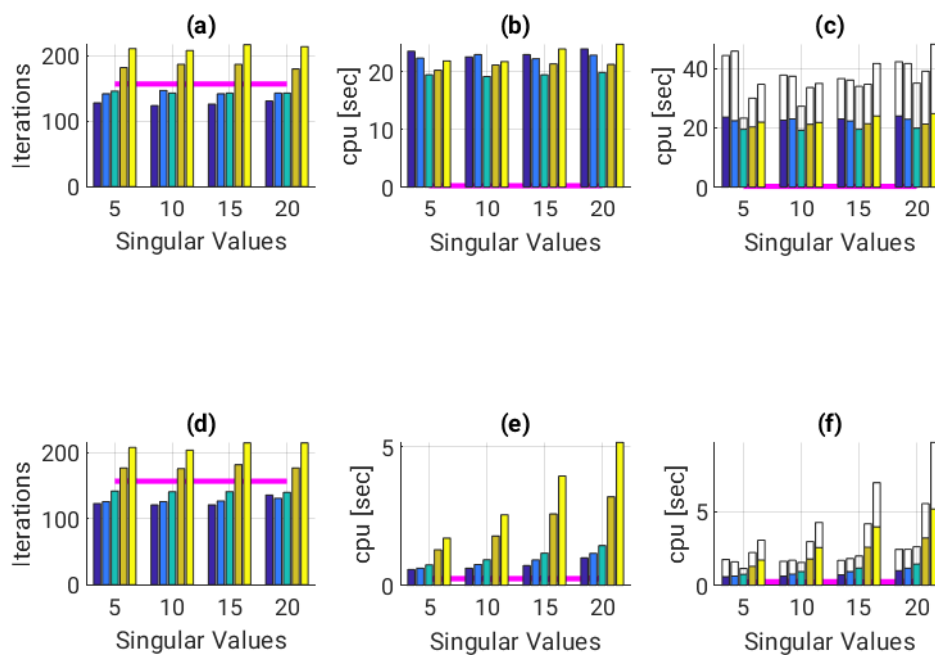 (a)
Iterations
200
100
0
5 10 15 20
Singular Values
(b)
cpu [sec]
20
10
0
5 10 15 20
Singular Values
(c)
cpu [sec]
40
20
0
5 10 15 20
Singular Values
(d)
Iterations
200
100
0
5 10 15 20
Singular Values
(e)
cpu [sec]
5
0
5 10 15 20
Singular Values
(f)
cpu [sec]
5
0
5 10 15 20
Singular Values